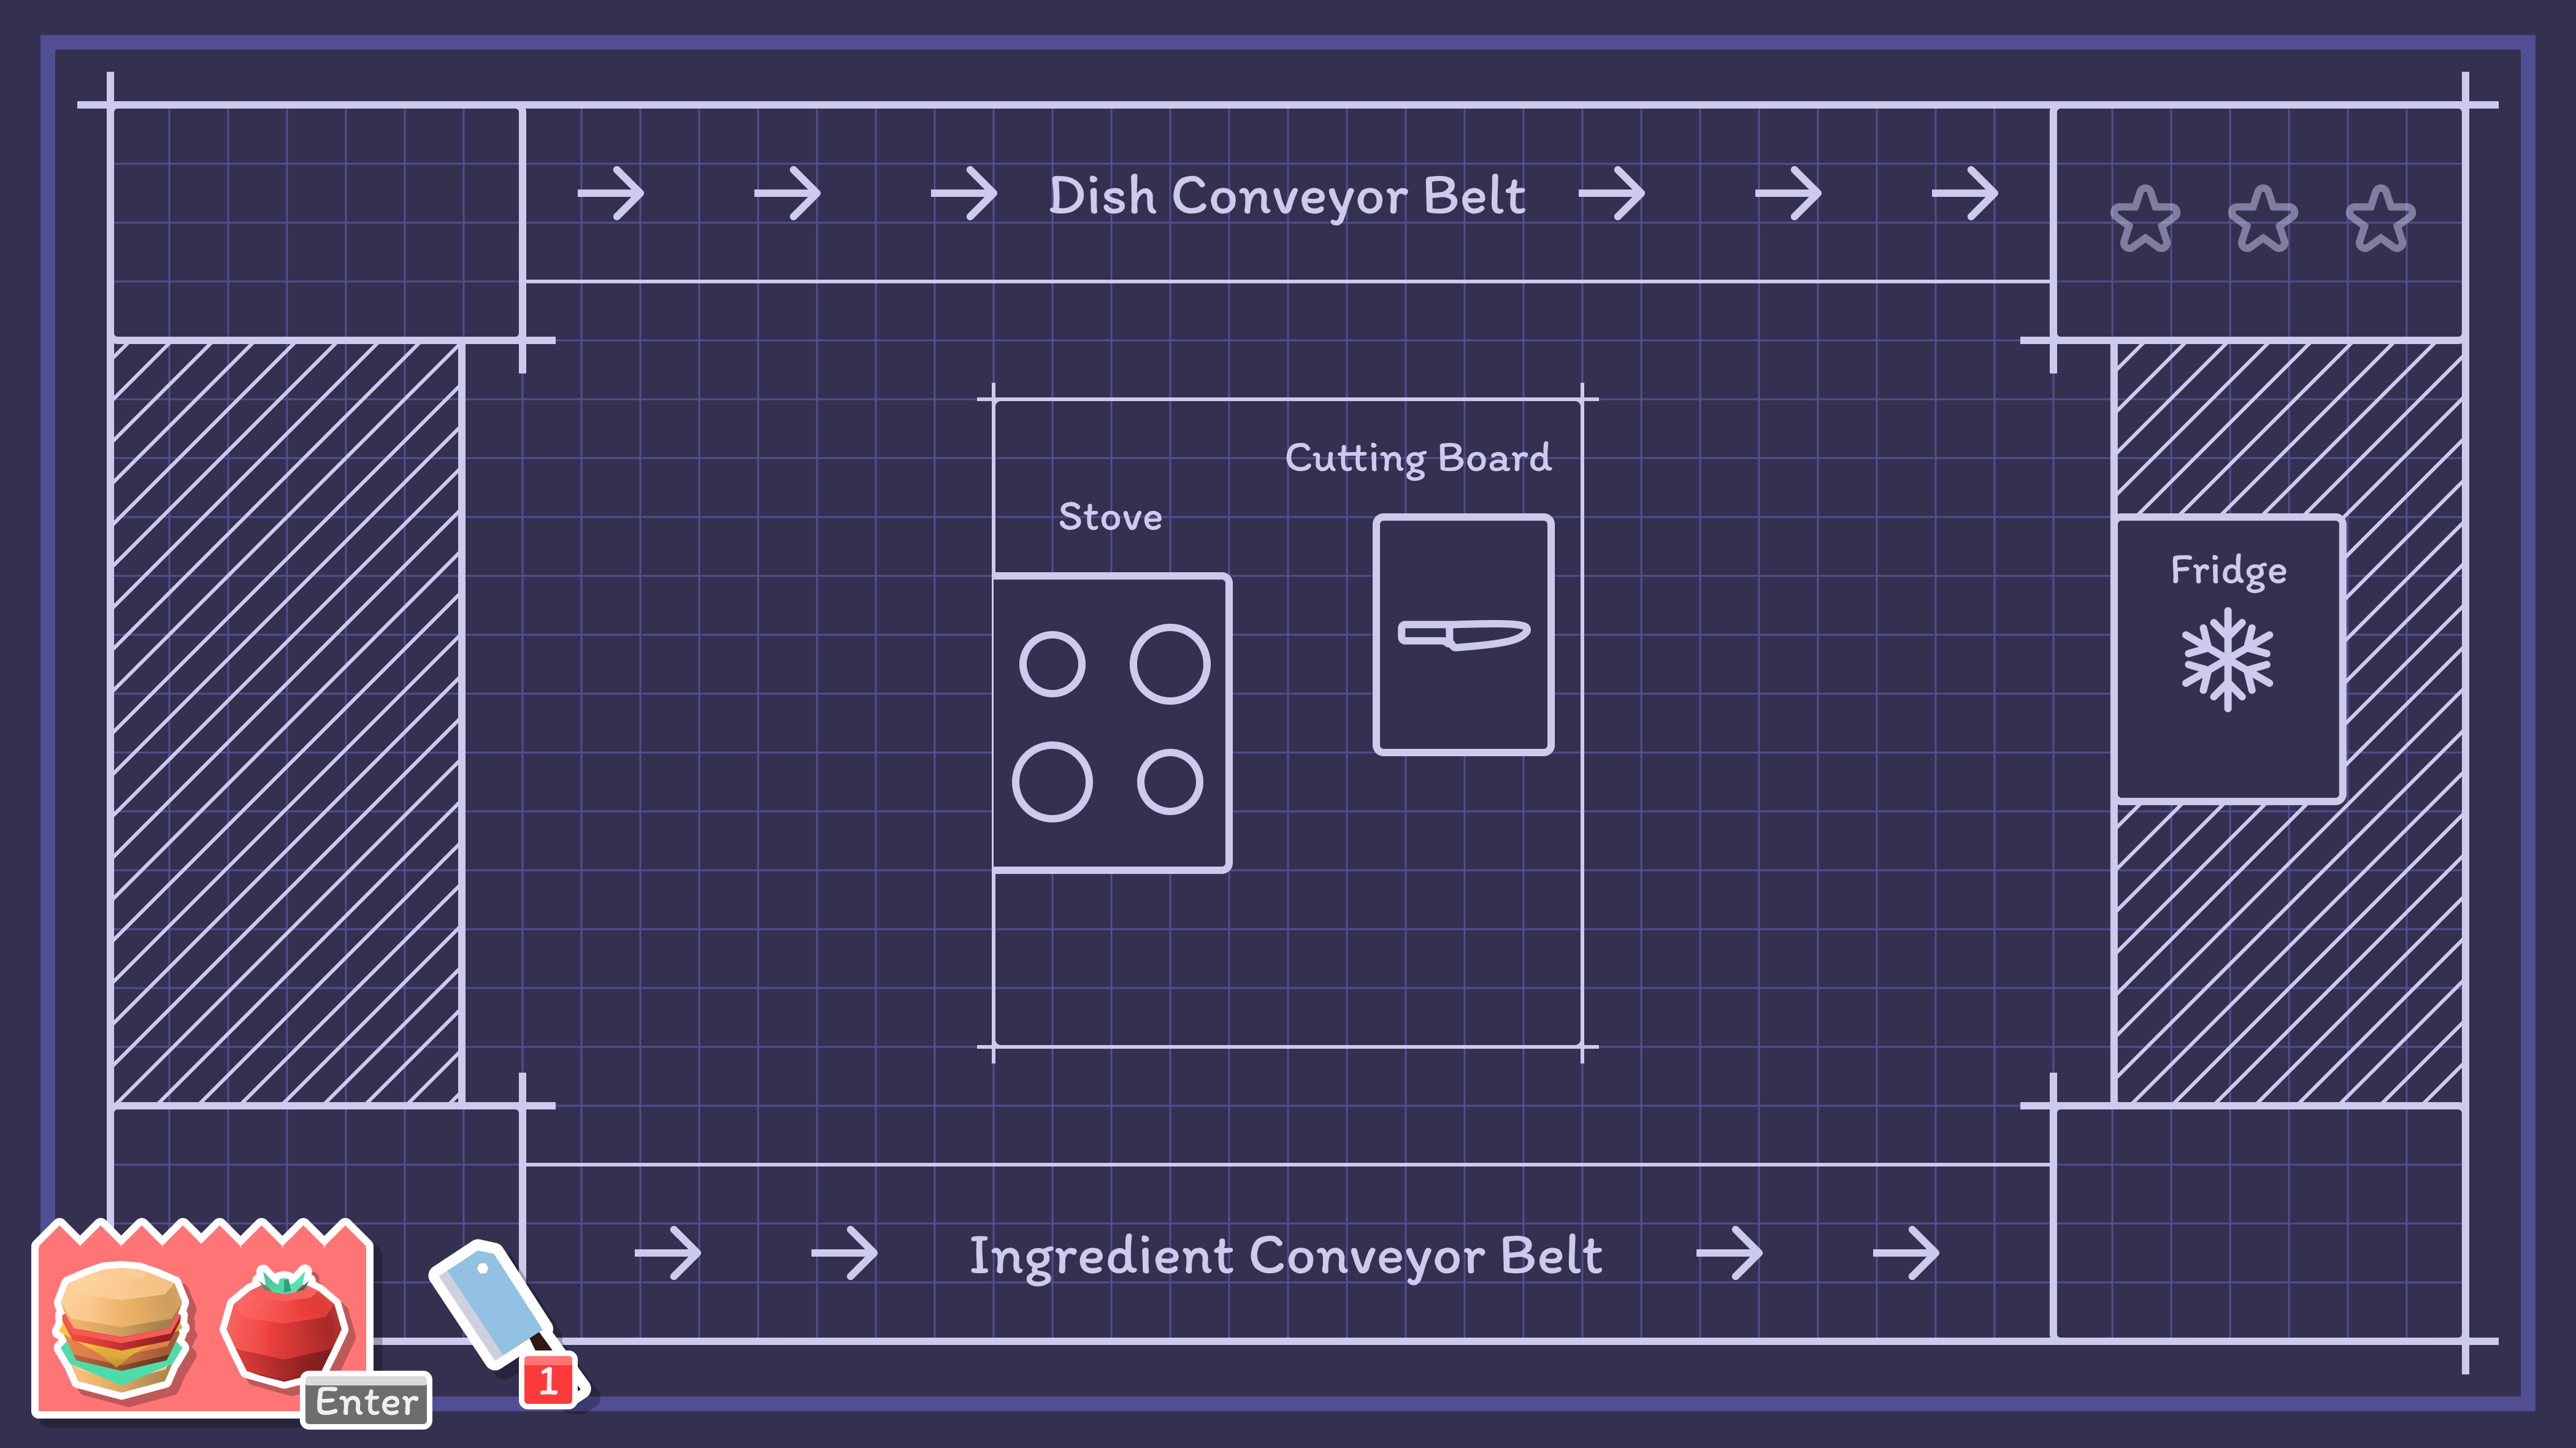 Dish Conveyor Belt
Cutting Board
Stove
Fridge
Ingredient Conveyor Belt
1
Enter